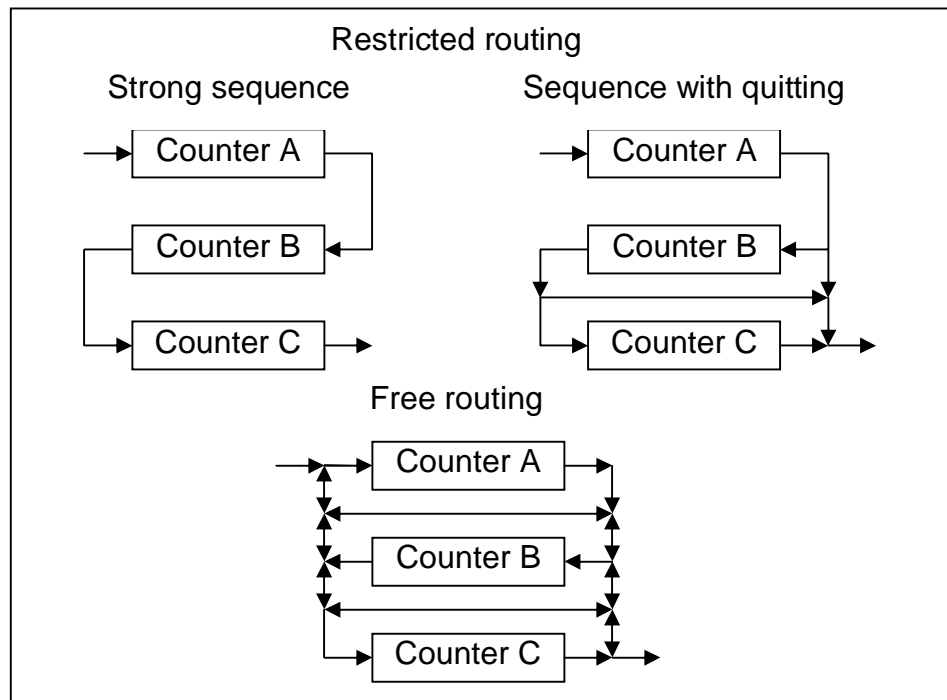 Restricted routing
Strong sequence
Counter A
Counter B
Counter C
Sequence with quitting
Counter A
Counter B
Counter C
Free routing
Counter A
Counter B
Counter C